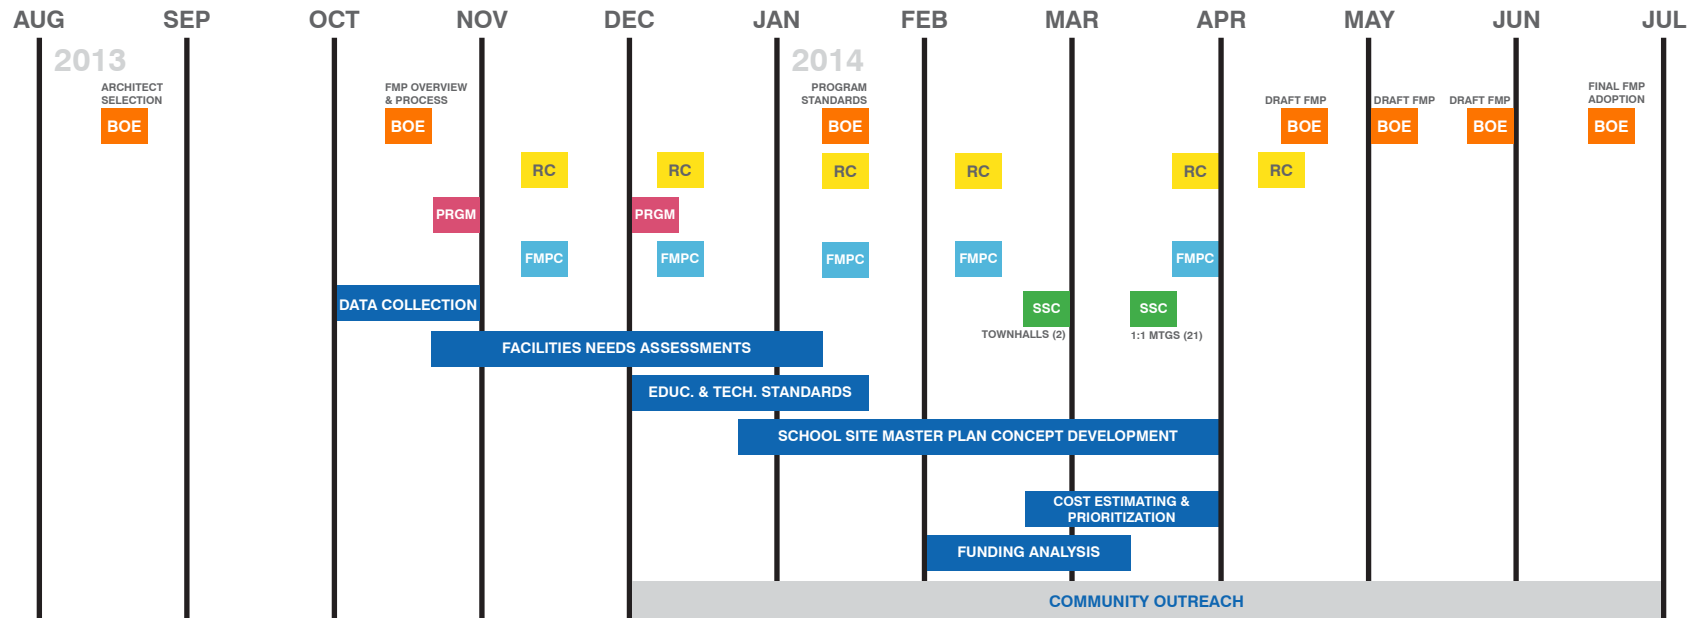 AUG SEP OCT NOV DEC JAN FEB MAR APR MAY JUN JUL
2013 2014
ARCHITECT
SELECTION
FMP OVERVIEW
& PROCESS
PROGRAM
STANDARDS
DRAFT FMP
DRAFT FMP
DRAFT FMP
FINAL FMP
ADOPTION
BOE BOE BOE BOE BOE BOE BOE
RC RC RC RC RC RC
PRGM PRGM
FMPC FMPC FMPC FMPC FMPC
DATA COLLECTION SSC SSC
TOWNHALLS (2) 1:1 MTGS (21)
FACILITIES NEEDS ASSESSMENTS
EDUC. & TECH. STANDARDS
SCHOOL SITE MASTER PLAN CONCEPT DEVELOPMENT
COST ESTIMATING &
PRIORITIZATION
FUNDING ANALYSIS
COMMUNITY OUTREACH